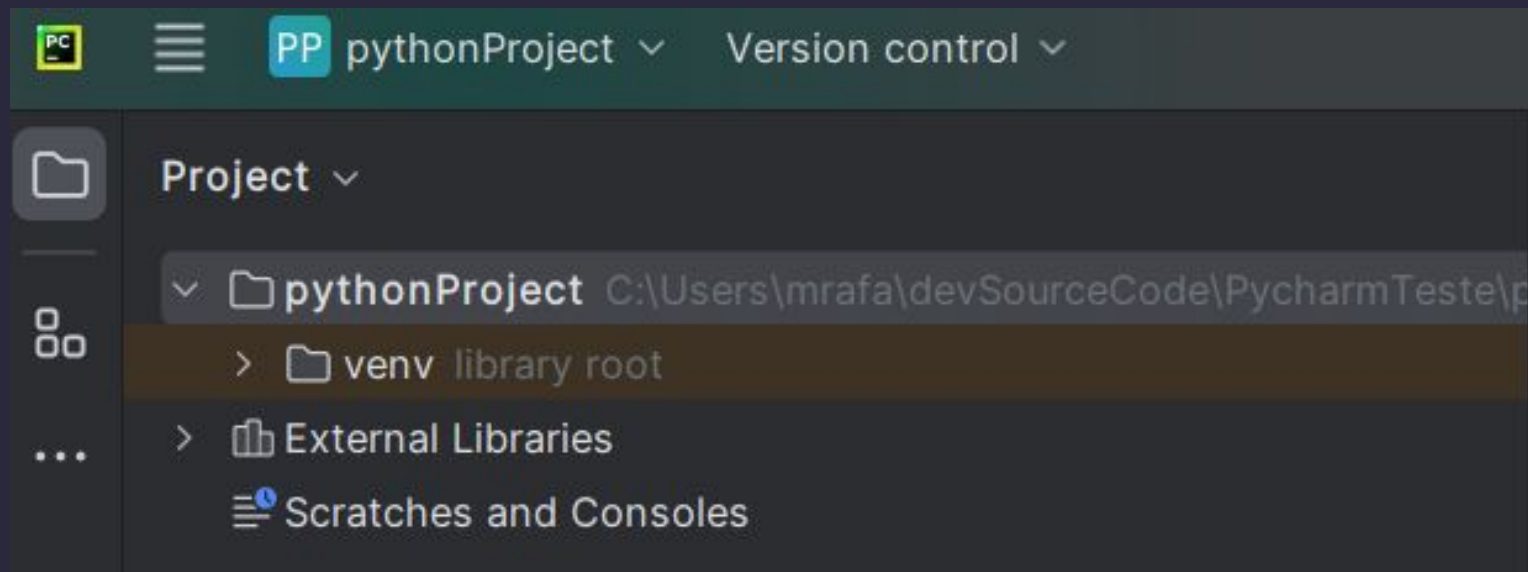 PC PP pythonProject Version control
Project
pythonProject C:\Users\mrafa\devSourceCode\PycharmTeste\p
venv library root
External Libraries
Scratches and Consoles